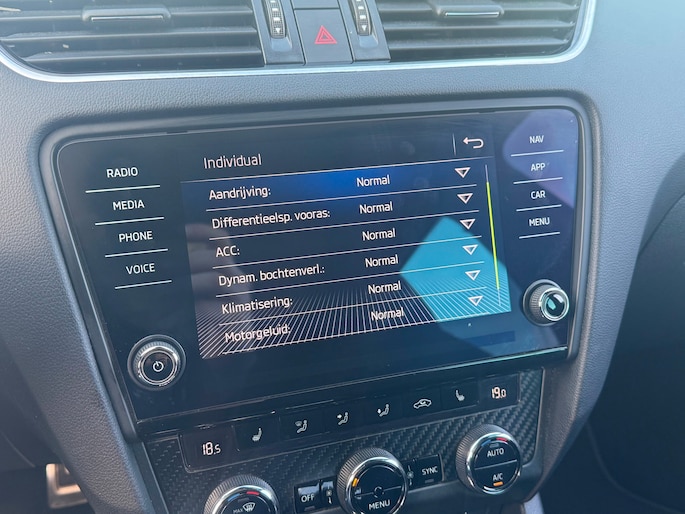 RADIO
MEDIA
PHONE
VOICE
Individual
Aandrijving: Normal
Differentieelsp. vooras: Normal
ACC: Normal
Dynam. bochtenverl.: Normal
Klimatisering: Normal
Motorgeluid: Normal
NAV
APP
CAR
MENU
18.5
19.0
MAX
OFF
MENU
SYNC
AUTO
A/C